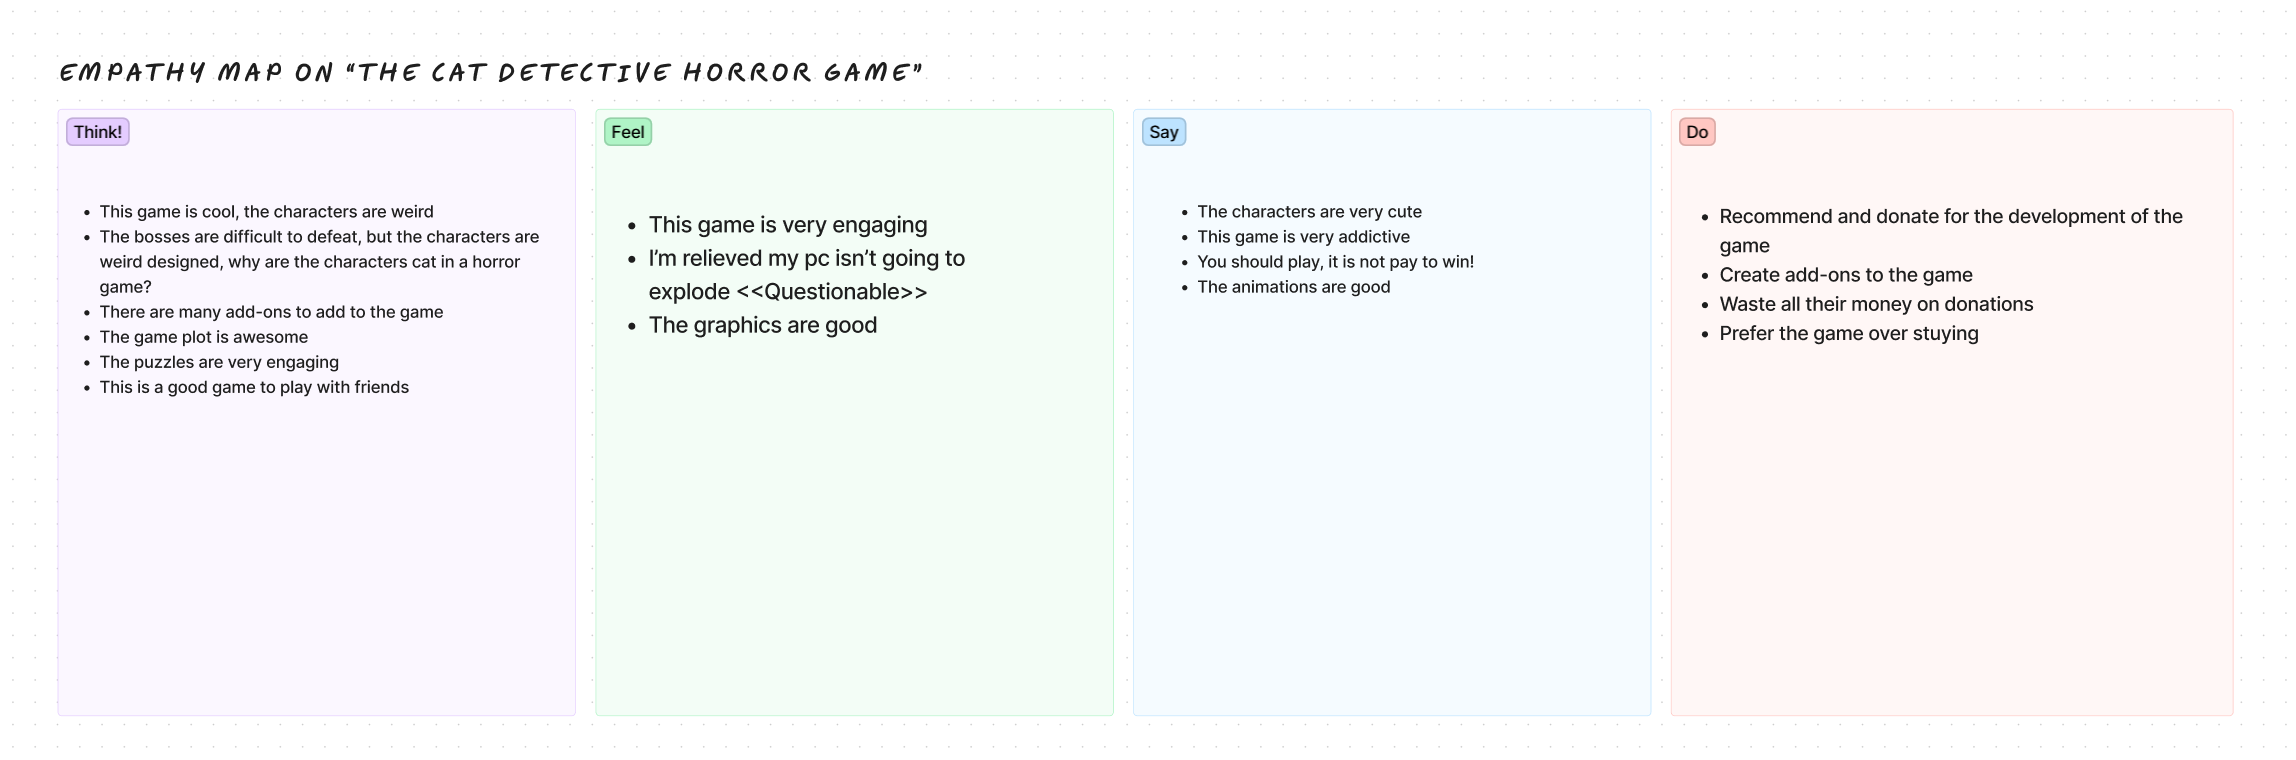 EMPATHY MAP ON “THE CAT DETECTIVE HORROR GAME”
Think!
• This game is cool, the characters are weird
• The bosses are difficult to defeat, but the characters are
weird designed, why are the characters cat in a horror
game?
• There are many add-ons to add to the game
• The game plot is awesome
• The puzzles are very engaging
• This is a good game to play with friends
Feel
• This game is very engaging
• I’m relieved my pc isn’t going to
explode <<Questionable>>
• The graphics are good
Say
• The characters are very cute
• This game is very addictive
• You should play, it is not pay to win!
• The animations are good
Do
• Recommend and donate for the development of the
game
• Create add-ons to the game
• Waste all their money on donations
• Prefer the game over stuying